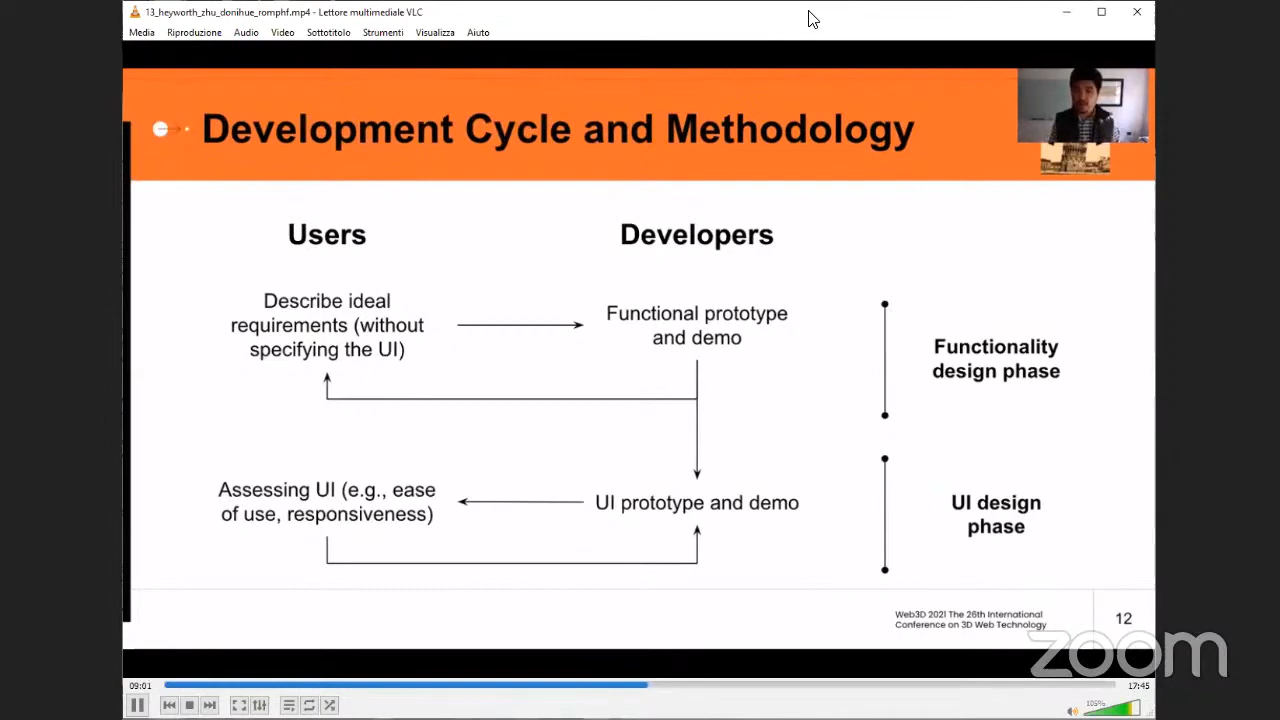 13_heyworth_zhu_donihue_romphf.mp4 - Lettore multimediale VLC
Media Riproduzione Audio Video Sottotitolo Strumenti Visualizza Aiuto
Development Cycle and Methodology
Users
Developers
Describe ideal
requirements (without
specifying the UI)
Functional prototype
and demo
Functionality
design phase
Assessing UI (e.g., ease
of use, responsiveness)
UI prototype and demo
UI design
phase
Web3D 2021 The 26th International
Conference on 3D Web Technology
12
zoom
09:01
17:45
105%